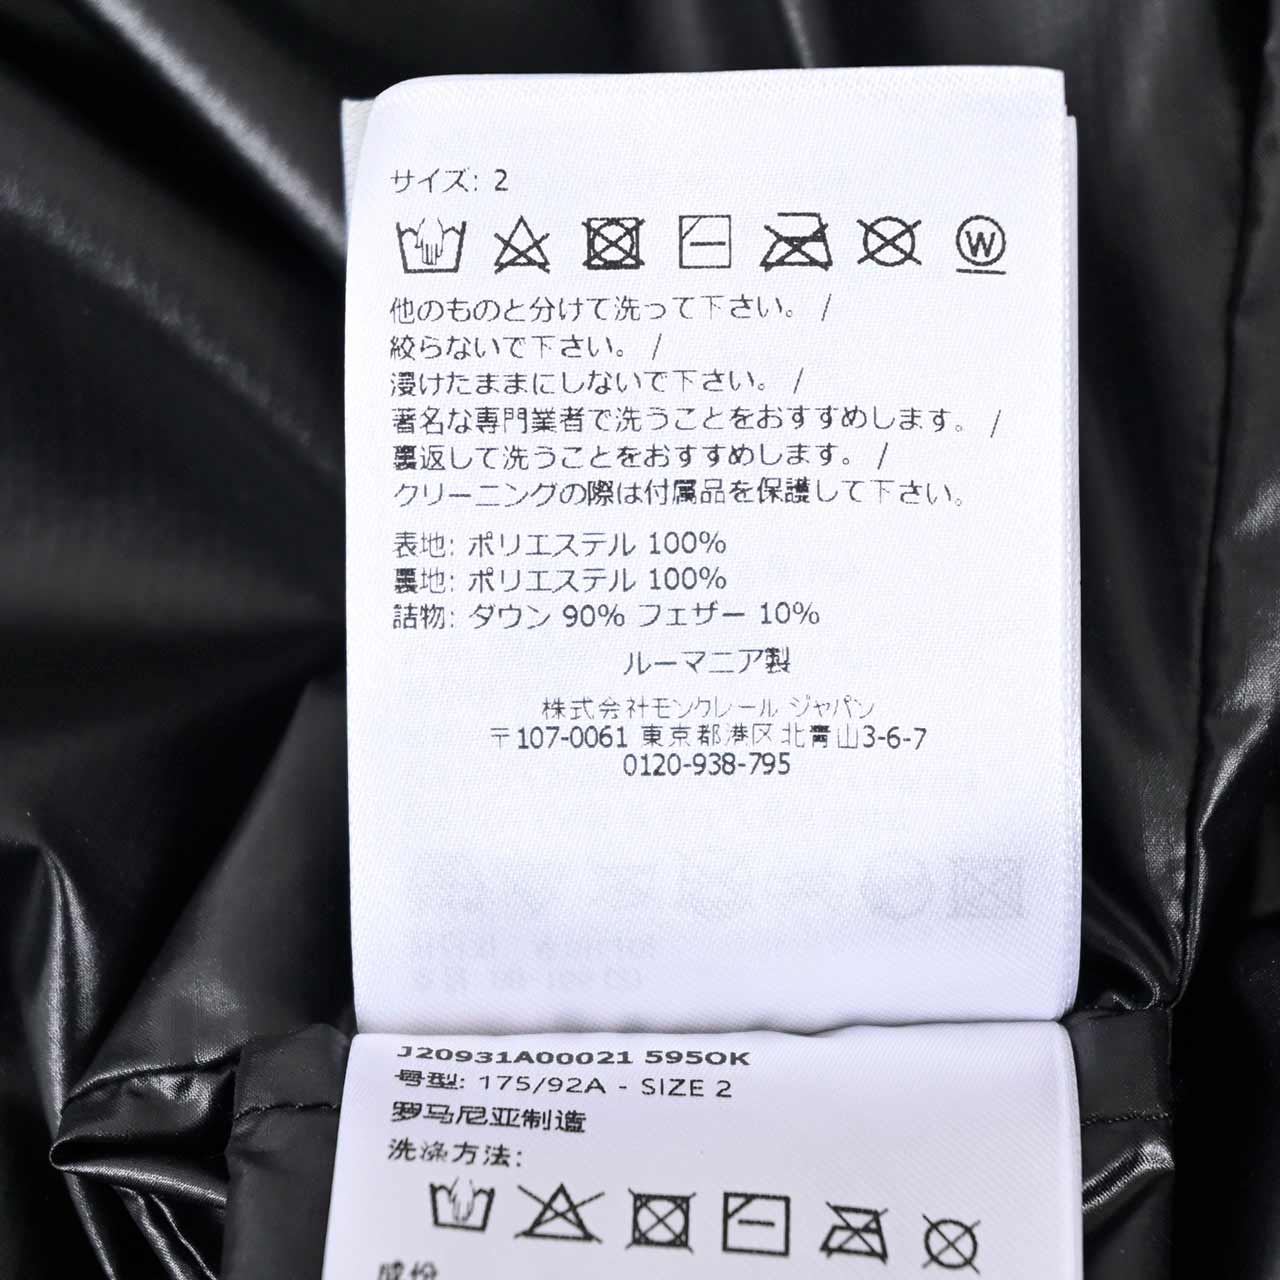 サイズ: 2
W
他のものと分けて洗って下さい。 /
絞らないで下さい。 /
浸けたままにしないで下さい。 /
著名な専門業者で洗うことをおすすめします。 /
裏返して洗うことをおすすめします。 /
クリーニングの際は付属品を保護して下さい。
表地: ポリエステル 100%
裏地: ポリエステル 100%
詰物: ダウン 90% フェザー 10%
ルーマニア製
株式会社モンクレール ジャパン
〒107-0061 東京都港区北青山3-6-7
0120-938-795
J20931A00021 595OK
号型: 175/92A - SIZE 2
罗马尼亚制造
洗涤方法: